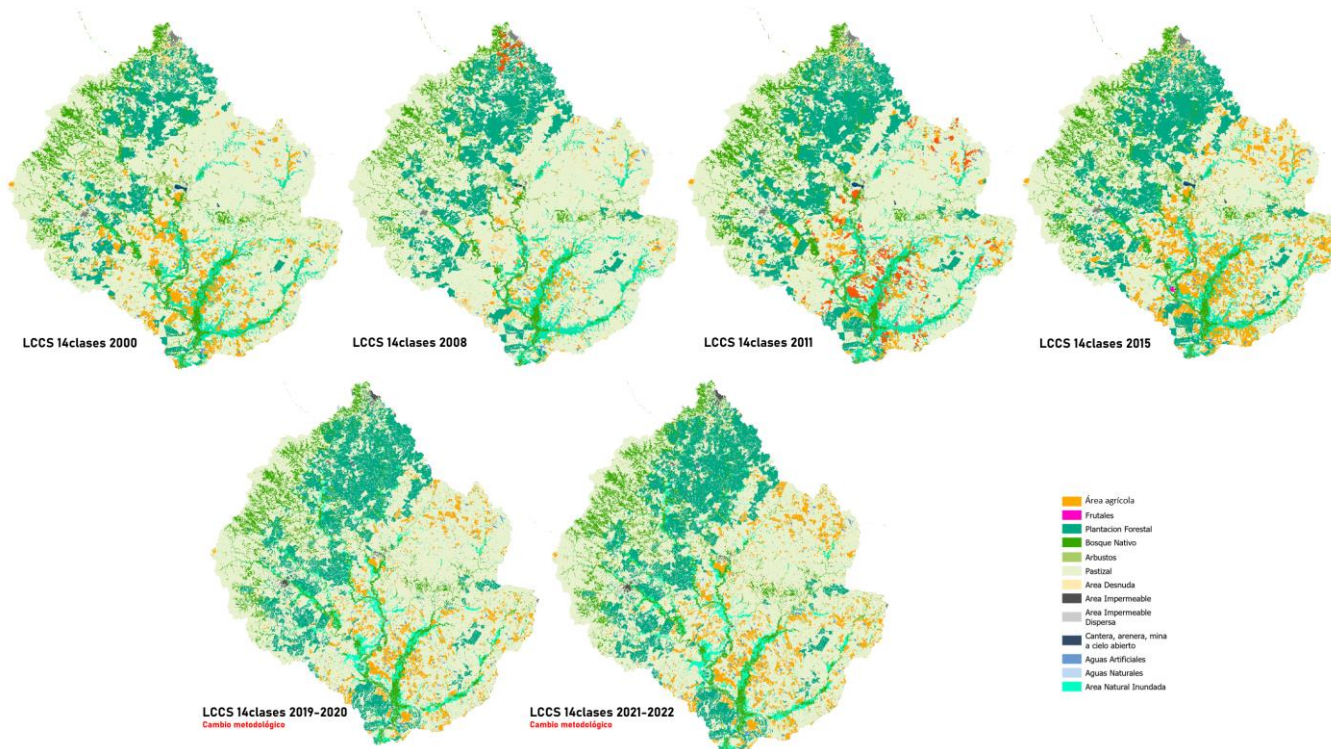 LCCS 14clases 2000
LCCS 14clases 2008
LCCS 14clases 2011
LCCS 14clases 2015
LCCS 14clases 2019-2020
Cambio metodológico
LCCS 14clases 2021-2022
Cambio metodológico
Área agrícola
Frutales
Plantacion Forestal
Bosque Nativo
Arbustos
Pastizal
Area Desnuda
Area Impermeable
Area Impermeable
Dispersa
Cantera, arenera, mina
a cielo abierto
Aguas Artificiales
Aguas Naturales
Area Natural Inundada